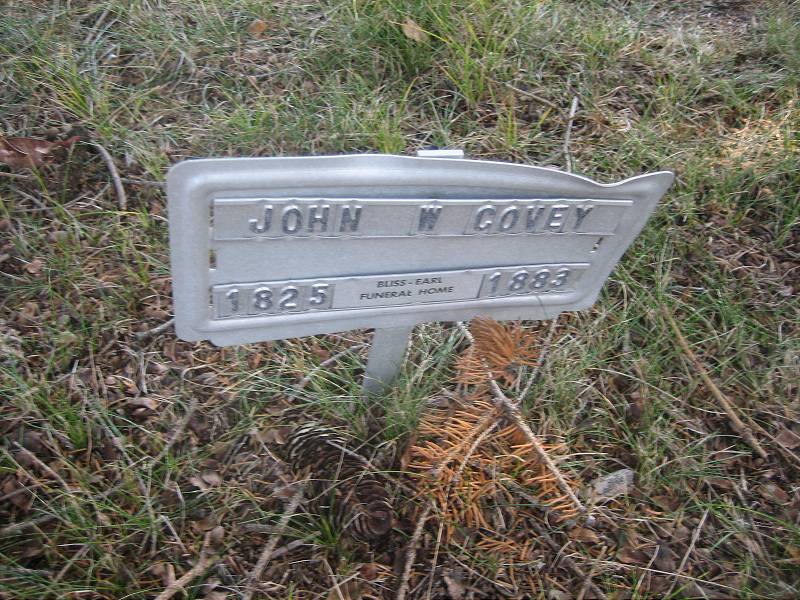 JOHN W COVEY
1825 BLISS - EARL 1883
FUNERAL HOME